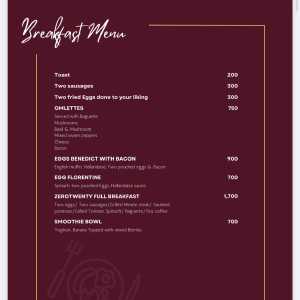 Breakfast Menu
Toast 200
Two sausages 300
Two fried Eggs done to your liking 300
OMLETTES 750
Served with Baguette
Mushrooms
Beef & Mushroom
Mixed sweet peppers
Cheese
Bacon
EGGS BENEDICT WITH BACON 900
English muffin, Hollandaise, Two poached eggs & Bacon
EGG FLORENTINE 700
Spinach, two poached Eggs, Hollandaise sauce
ZEROTWENTY FULL BREAKFAST 1,700
Two eggs/ Two sausages/Grilled Minute steak/ Sauteed
potatoes/Grilled Tomato, Spinach/ Baguette/Tea coffee
SMOOTHIE BOWL 700
Yoghurt, Banana Topped with mixed Berries